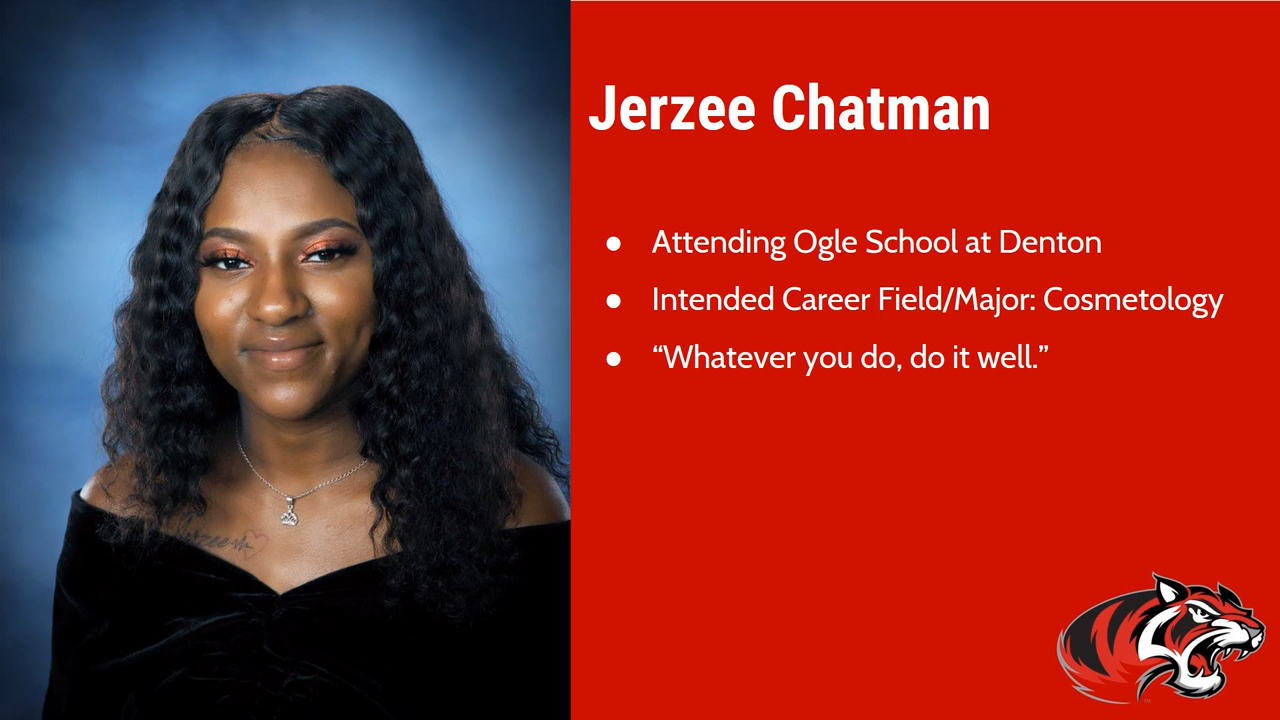 Jerzee Chatman
● Attending Ogle School at Denton
● Intended Career Field/Major: Cosmetology
● “Whatever you do, do it well.”